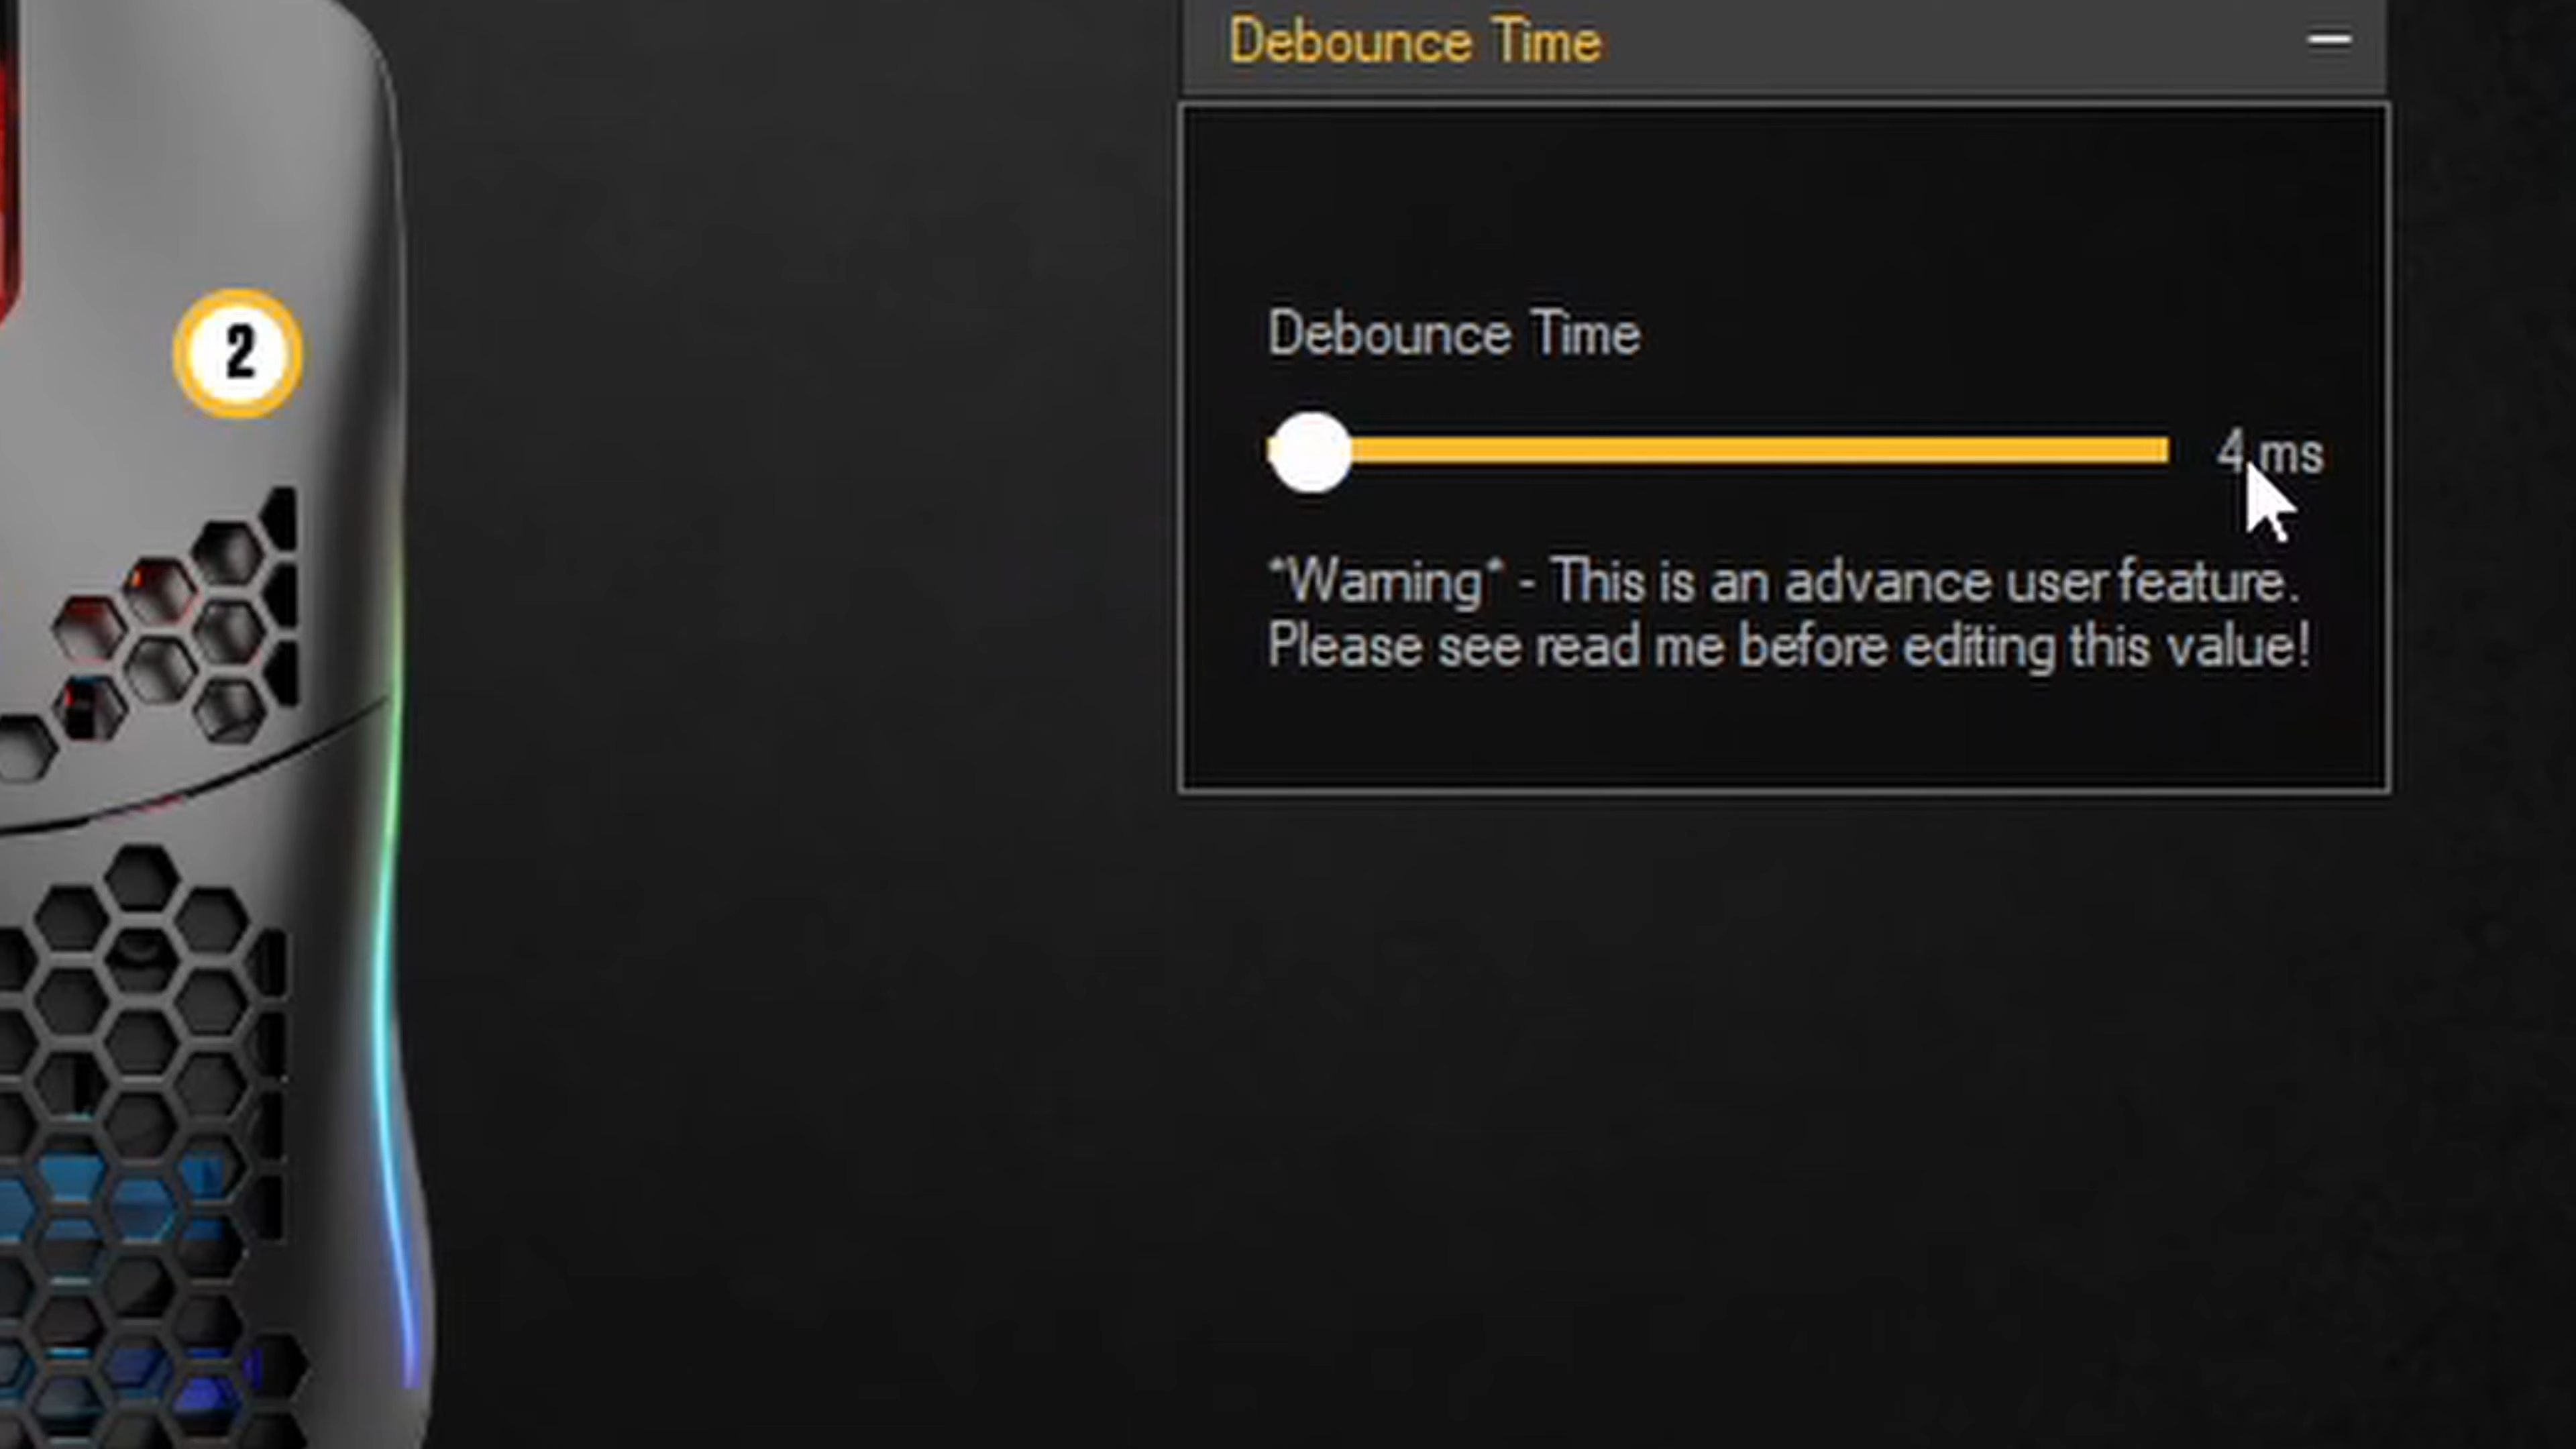 Debounce Time
2
Debounce Time
4 ms
*Warning* - This is an advance user feature.
Please see read me before editing this value!